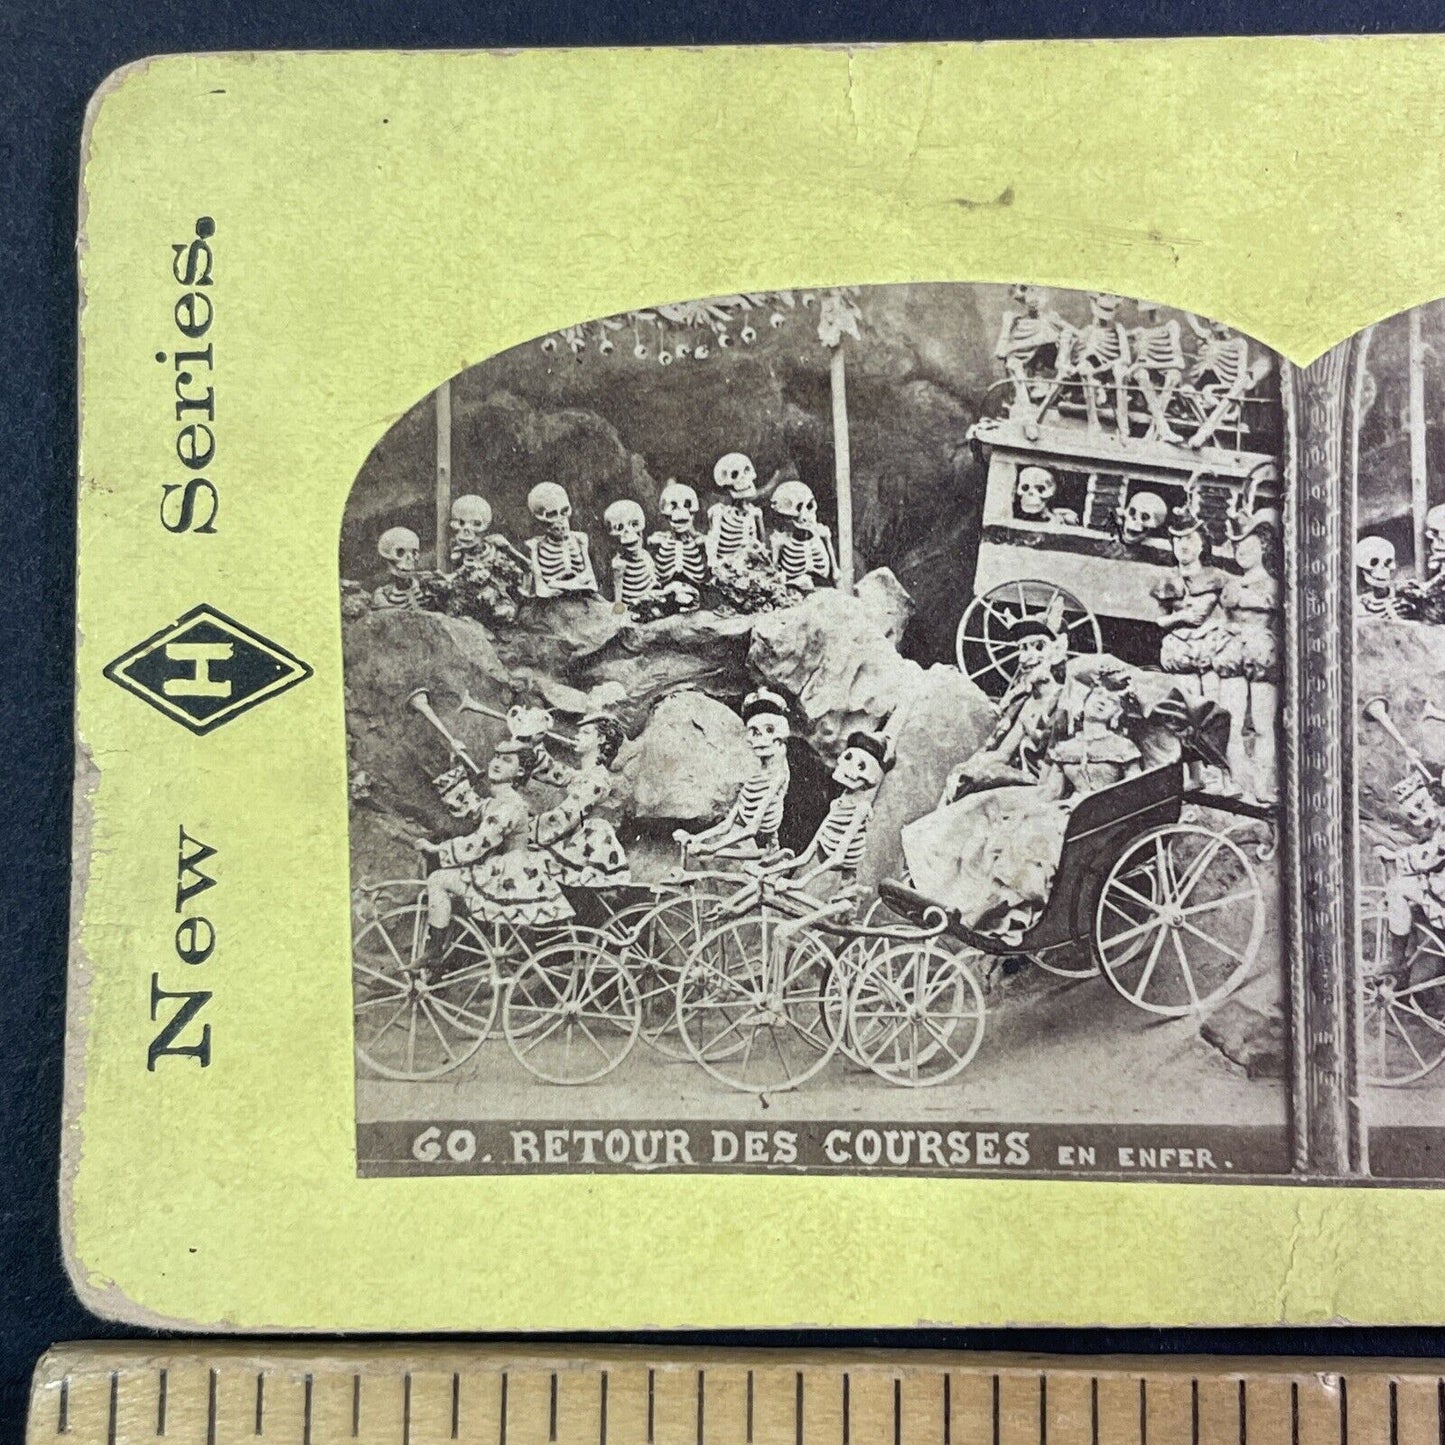 New H Series.
60. RETOUR DES COURSES EN ENFER.